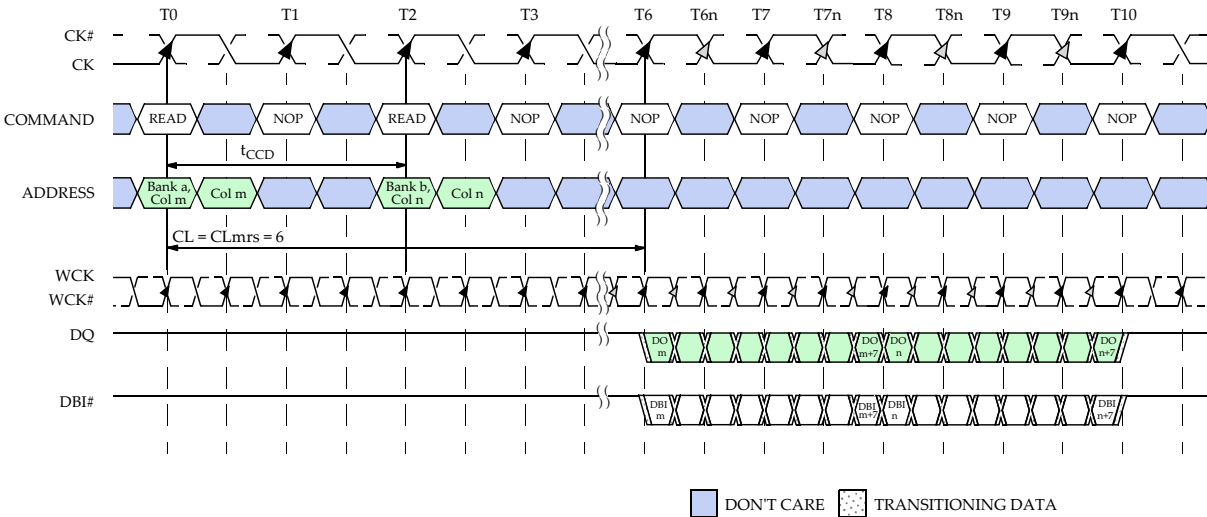 T0 T1 T2 T3 T6 T6n T7 T7n T8 T8n T9 T9n T10
CK#
CK
COMMAND READ NOP READ NOP NOP NOP NOP NOP NOP
tCCD
ADDRESS Bank a, Col m Col m Bank b, Col n Col n
CL = CLmrs = 6
WCK
WCK#
DQ DO m DO m+7 DO n DO n+7
DBI# DBI m DBI m+7 DBI n DBI n+7
DON'T CARE TRANSITIONING DATA